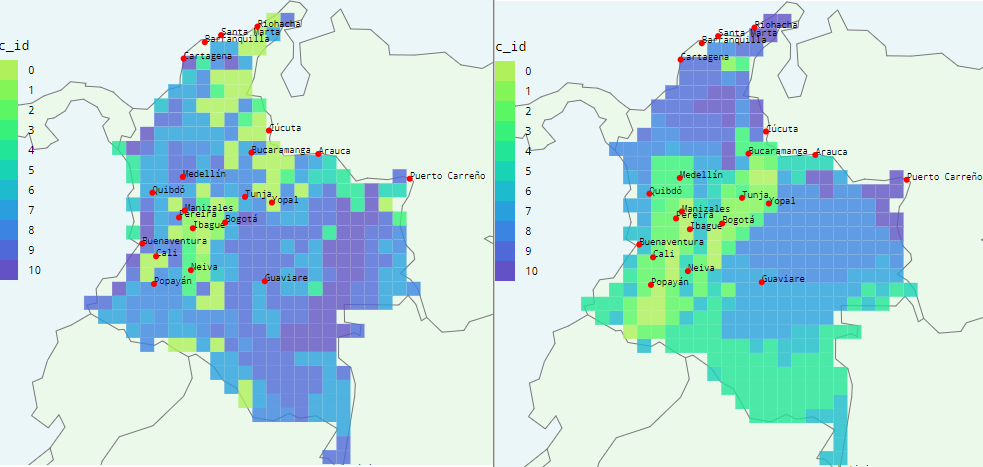 c_id
0
1
2
3
4
5
6
7
8
9
10
Riohacha
Santa Marta
Barranquilla
Cartagena
Cúcuta
Bucaramanga
Arauca
Medellín
Puerto Carreño
Quibdó
Tunja
Yopal
Manizales
Pereira
Ibagué
Bogotá
Buenaventura
Cali
Neiva
Popayán
Guaviare
c_id
0
1
2
3
4
5
6
7
8
9
10
Riohacha
Santa Marta
Barranquilla
Cartagena
Cúcuta
Bucaramanga
Arauca
Medellín
Puerto Carreño
Quibdó
Tunja
Yopal
Manizales
Pereira
Ibagué
Bogotá
Buenaventura
Cali
Neiva
Popayán
Guaviare